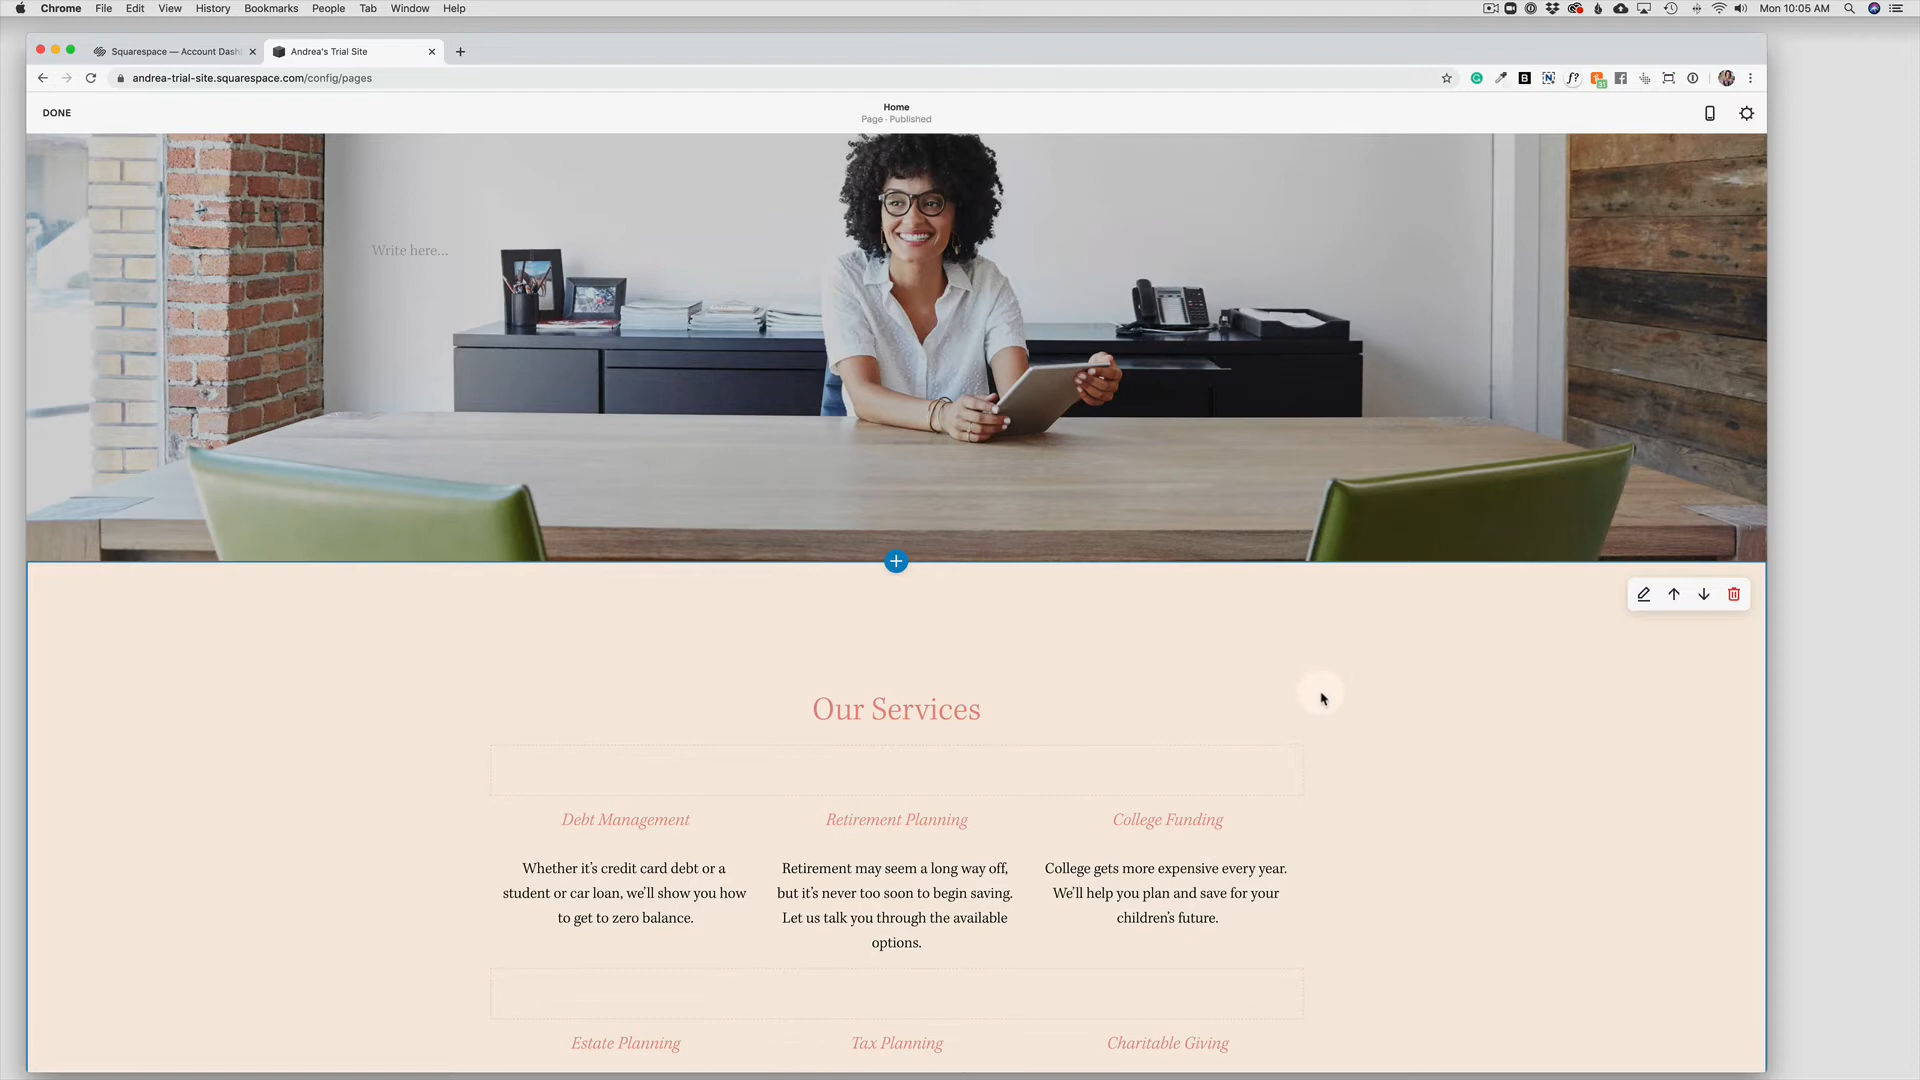 Chrome File Edit View History Bookmarks People Tab Window Help
Mon 10:05 AM
Squarespace — Account Dash
Andrea's Trial Site
andrea-trial-site.squarespace.com/config/pages
DONE
Home
Page · Published
Write here...
Our Services
Debt Management
Retirement Planning
College Funding
Whether it's credit card debt or a
student or car loan, we'll show you how
to get to zero balance.
Retirement may seem a long way off,
but it's never too soon to begin saving.
Let us talk you through the available
options.
College gets more expensive every year.
We'll help you plan and save for your
children's future.
Estate Planning
Tax Planning
Charitable Giving